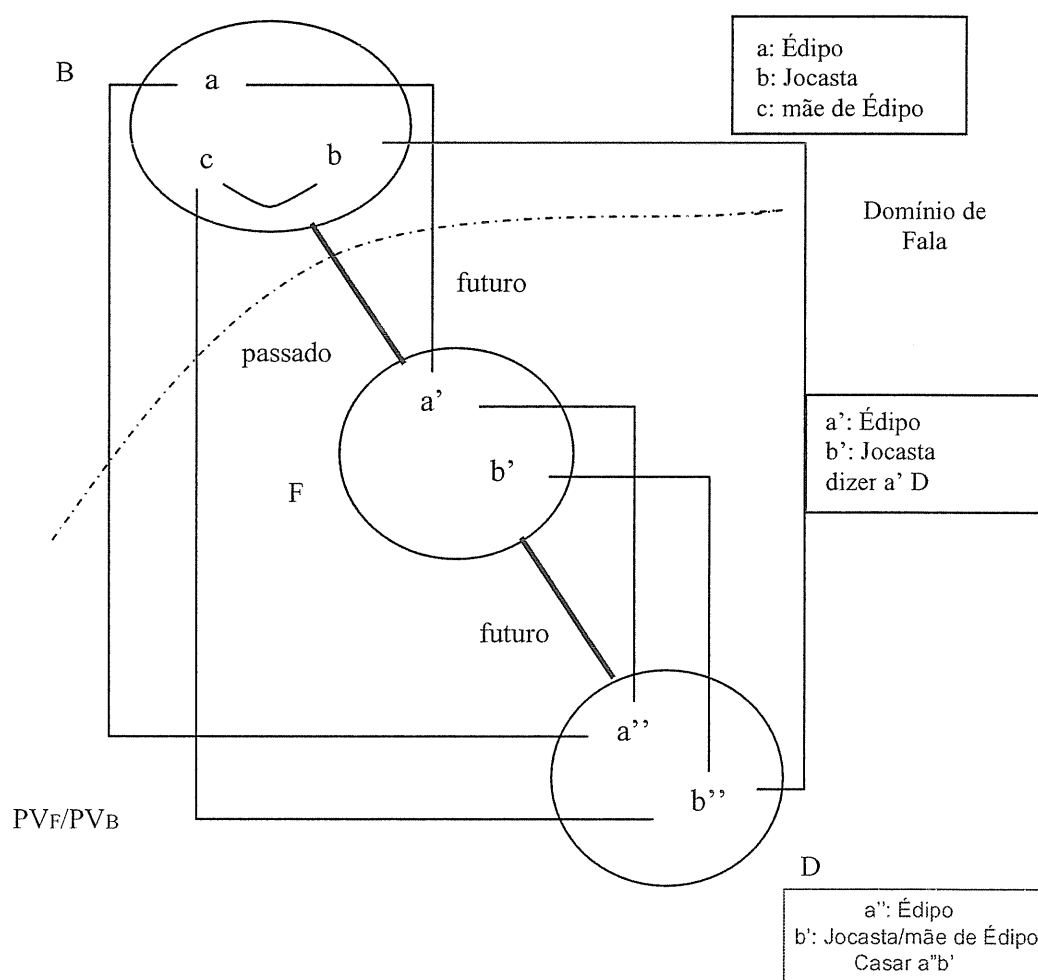 a: Édipo
b: Jocasta
c: mãe de Édipo
B
a
c
b
Domínio de
Fala
futuro
passado
a’
b’
F
a’: Édipo
b’: Jocasta
dizer a’ D
futuro
a’’
b’’
PVF/PVB
D
a'': Édipo
b': Jocasta/mãe de Édipo
Casar a"b'